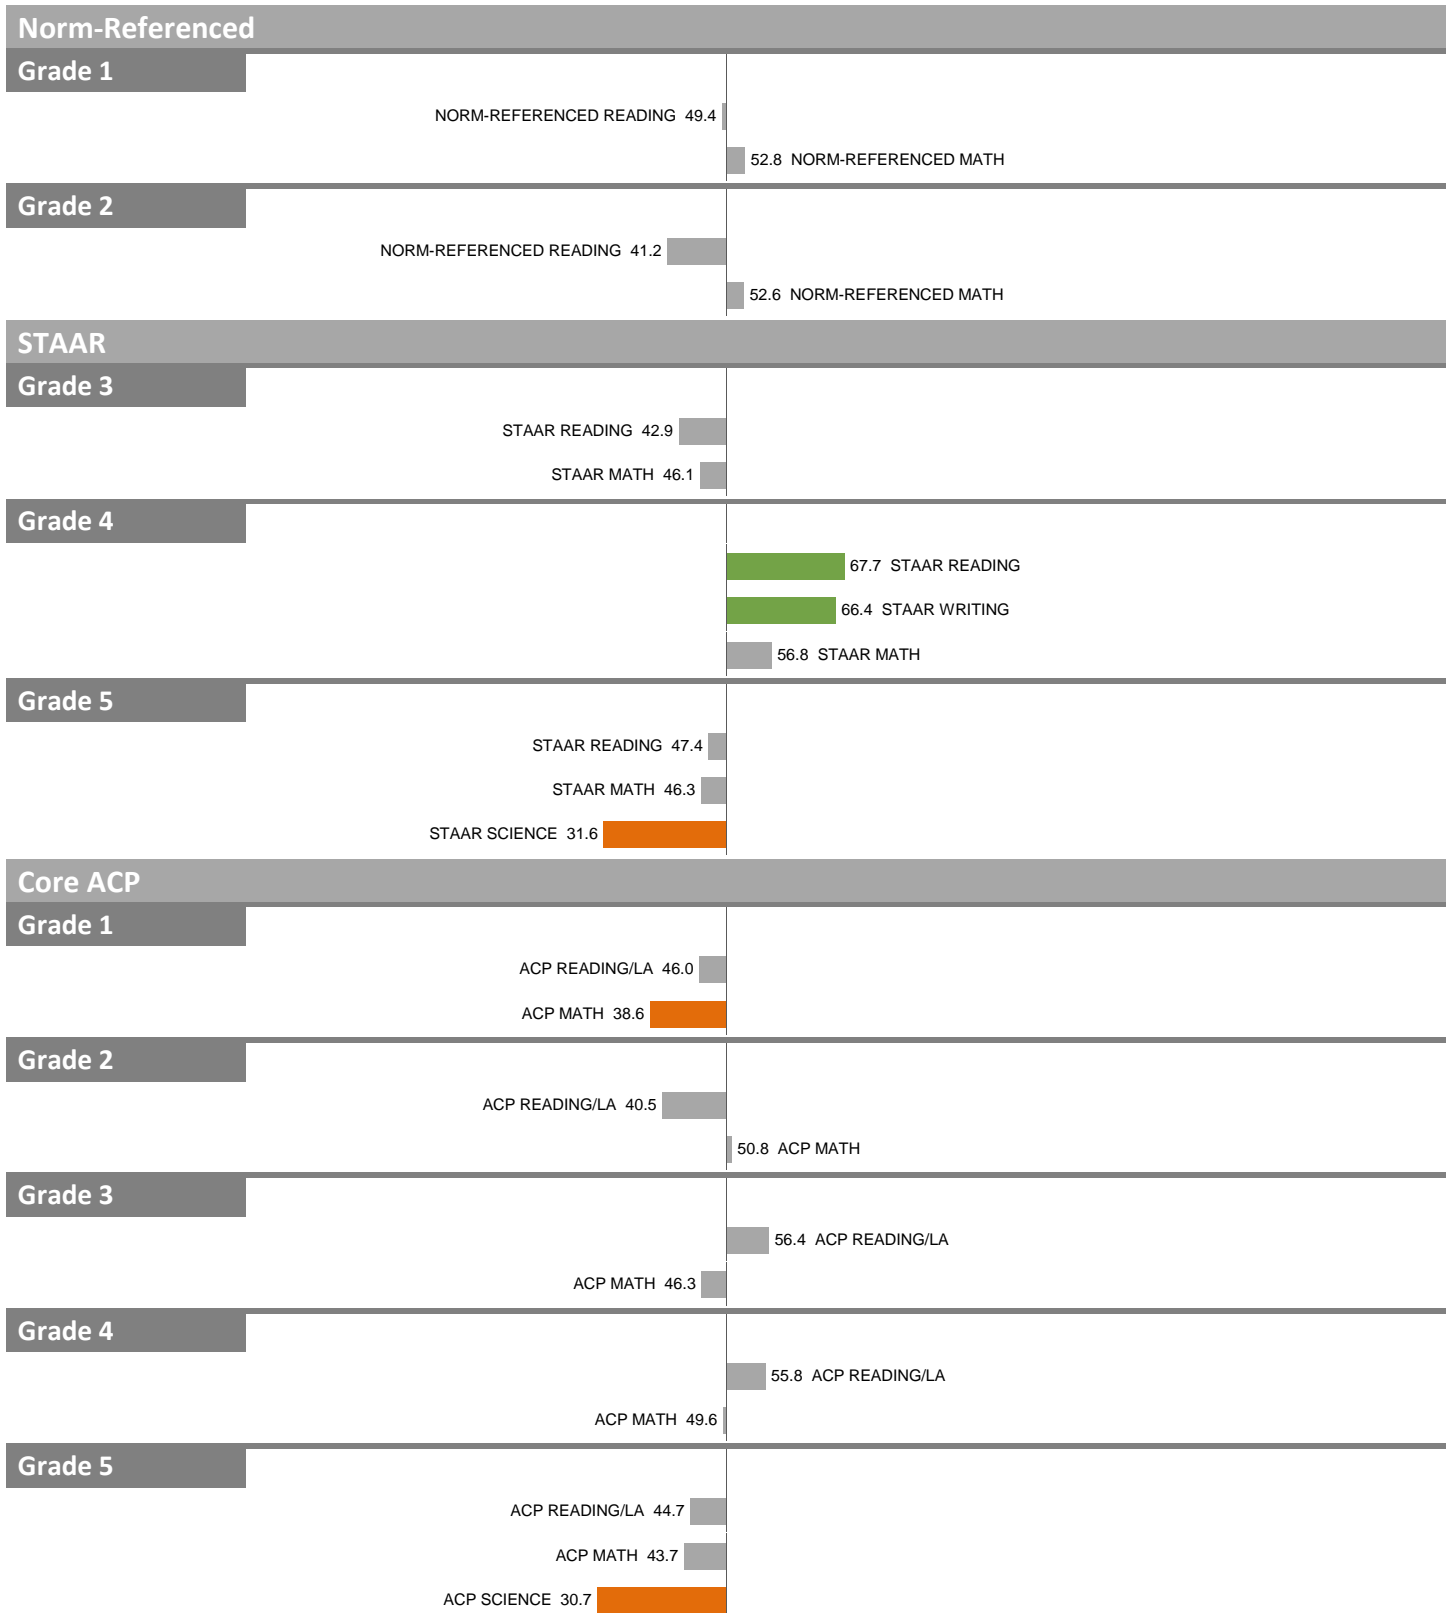 Norm-Referenced
Grade 1
NORM-REFERENCED READING 49.4
52.8 NORM-REFERENCED MATH
Grade 2
NORM-REFERENCED READING 41.2
52.6 NORM-REFERENCED MATH
STAAR
Grade 3
STAAR READING 42.9
STAAR MATH 46.1
Grade 4
67.7 STAAR READING
66.4 STAAR WRITING
56.8 STAAR MATH
Grade 5
STAAR READING 47.4
STAAR MATH 46.3
STAAR SCIENCE 31.6
Core ACP
Grade 1
ACP READING/LA 46.0
ACP MATH 38.6
Grade 2
ACP READING/LA 40.5
50.8 ACP MATH
Grade 3
56.4 ACP READING/LA
ACP MATH 46.3
Grade 4
55.8 ACP READING/LA
ACP MATH 49.6
Grade 5
ACP READING/LA 44.7
ACP MATH 43.7
ACP SCIENCE 30.7